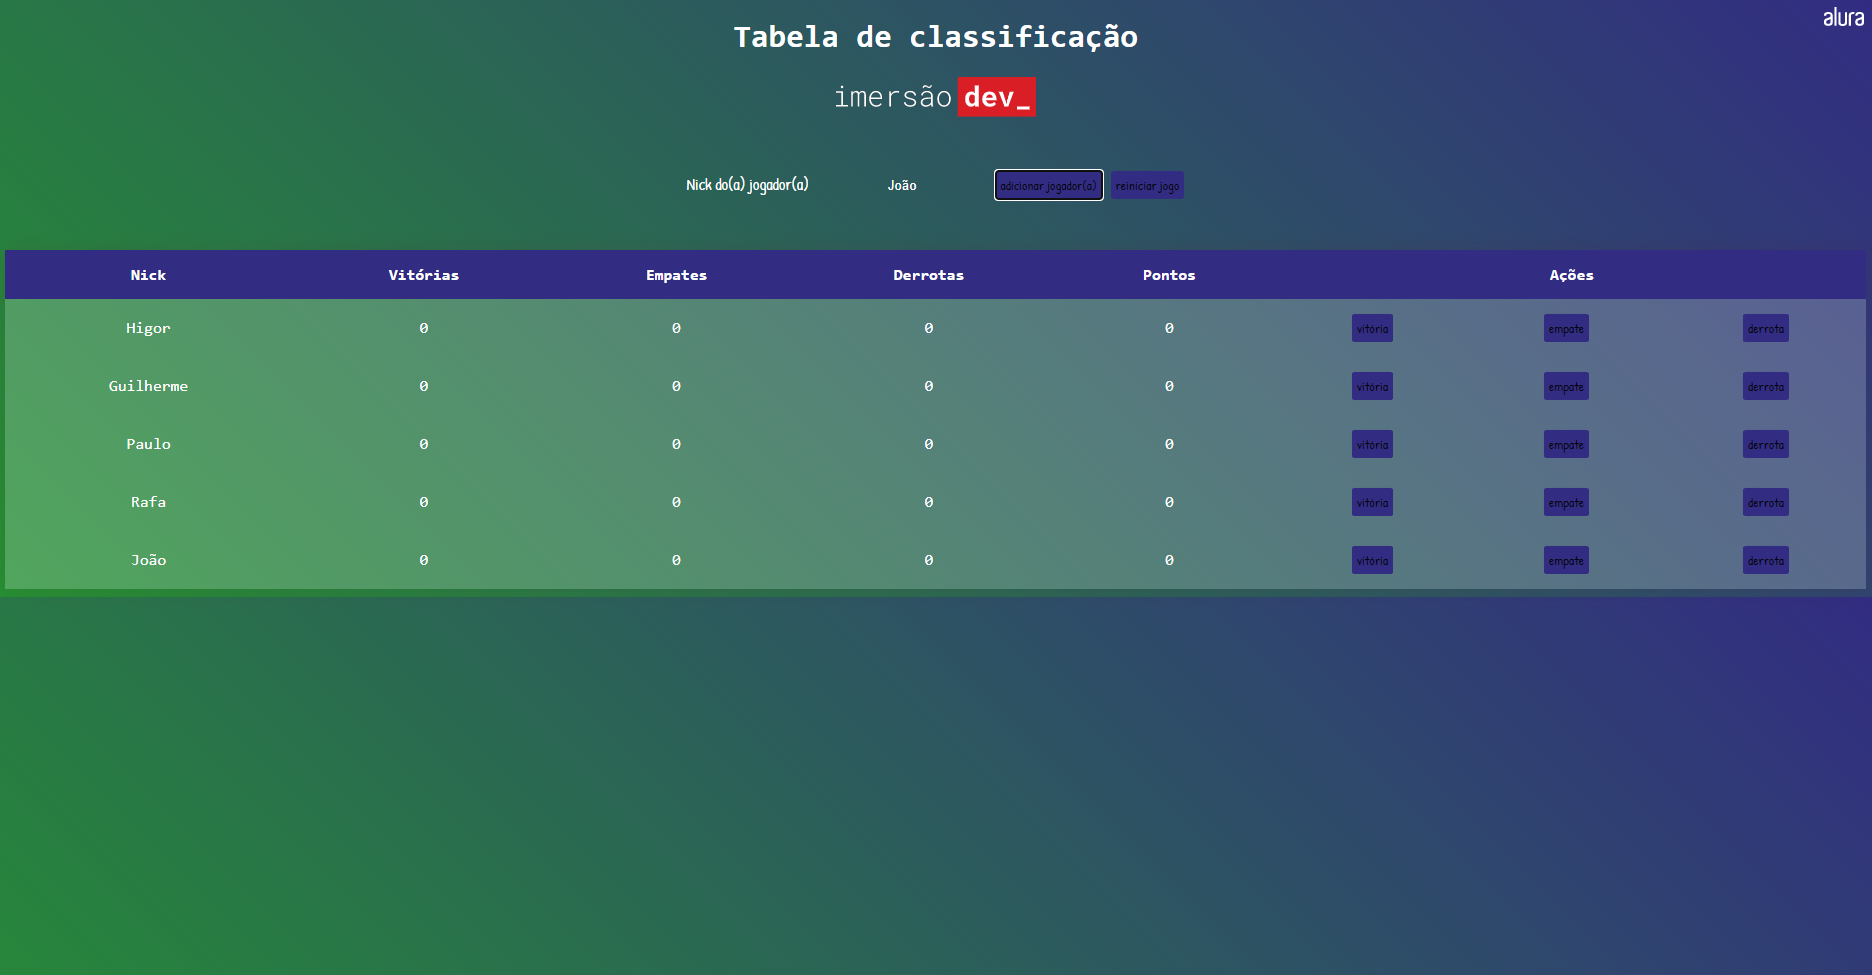 alura
Tabela de classificação
imersão dev_
Nick do(a) jogador(a) João adicionar jogador(a) reiniciar jogo
Nick Vitórias Empates Derrotas Pontos Ações
Higor 0 0 0 0 vitória empate derrota
Guilherme 0 0 0 0 vitória empate derrota
Paulo 0 0 0 0 vitória empate derrota
Rafa 0 0 0 0 vitória empate derrota
João 0 0 0 0 vitória empate derrota